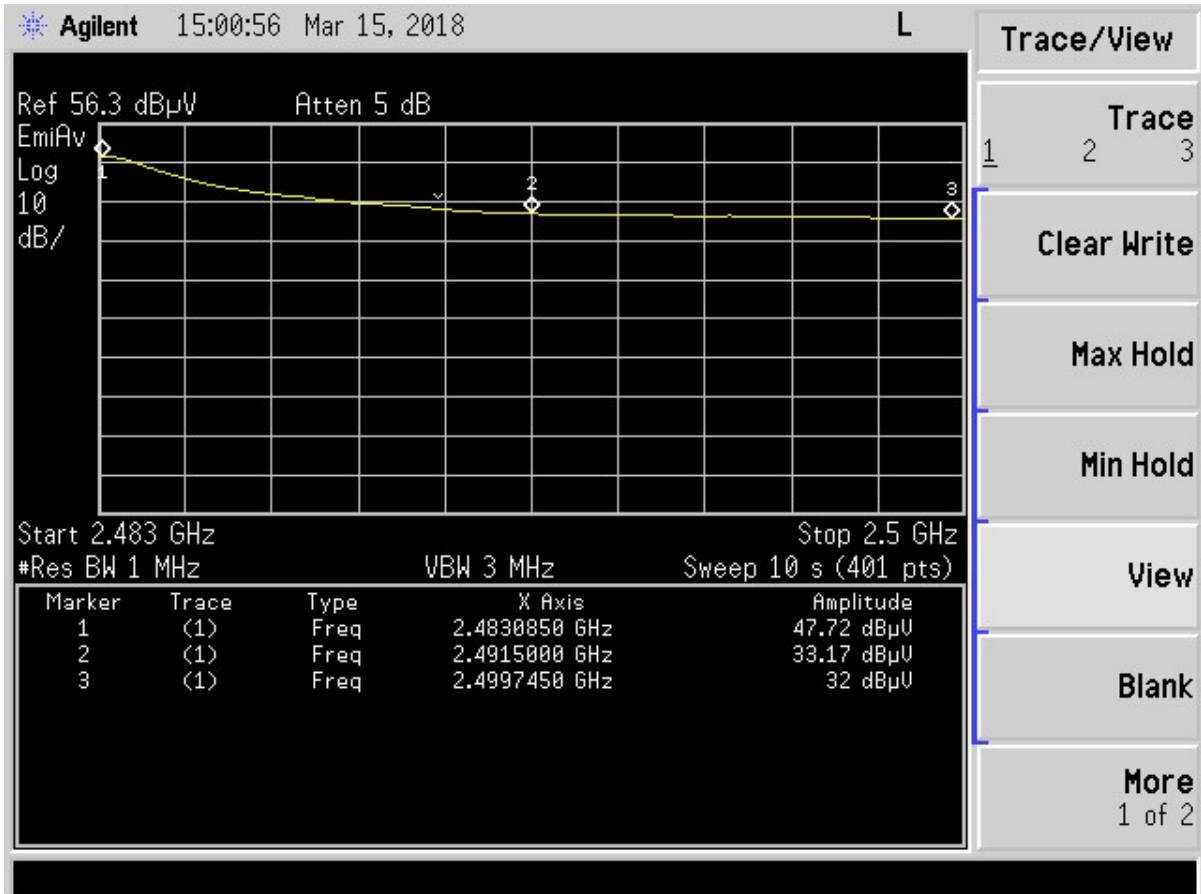 Agilent 15:00:56 Mar 15, 2018 L
Trace/View
Ref 56.3 dBµV Atten 5 dB
EmiAv
Log
10
dB/
1
2
3
Start 2.483 GHz Stop 2.5 GHz
#Res BW 1 MHz VBW 3 MHz Sweep 10 s (401 pts)
Marker Trace Type X Axis Amplitude
1 (1) Freq 2.4830850 GHz 47.72 dBµV
2 (1) Freq 2.4915000 GHz 33.17 dBµV
3 (1) Freq 2.4997450 GHz 32 dBµV
Trace
1 2 3
Clear Write
Max Hold
Min Hold
View
Blank
More
1 of 2